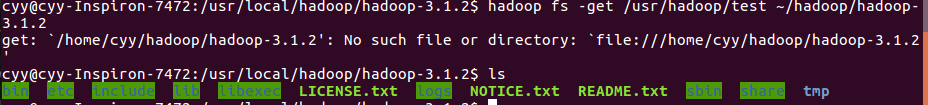 cyy@cyy-Inspiron-7472:/usr/local/hadoop/hadoop-3.1.2$ hadoop fs -get /usr/hadoop/test ~/hadoop/hadoop-
3.1.2
get: `/home/cyy/hadoop/hadoop-3.1.2': No such file or directory: `file:///home/cyy/hadoop/hadoop-3.1.2
'
cyy@cyy-Inspiron-7472:/usr/local/hadoop/hadoop-3.1.2$ ls
bin etc include lib libexec LICENSE.txt logs NOTICE.txt README.txt sbin share tmp